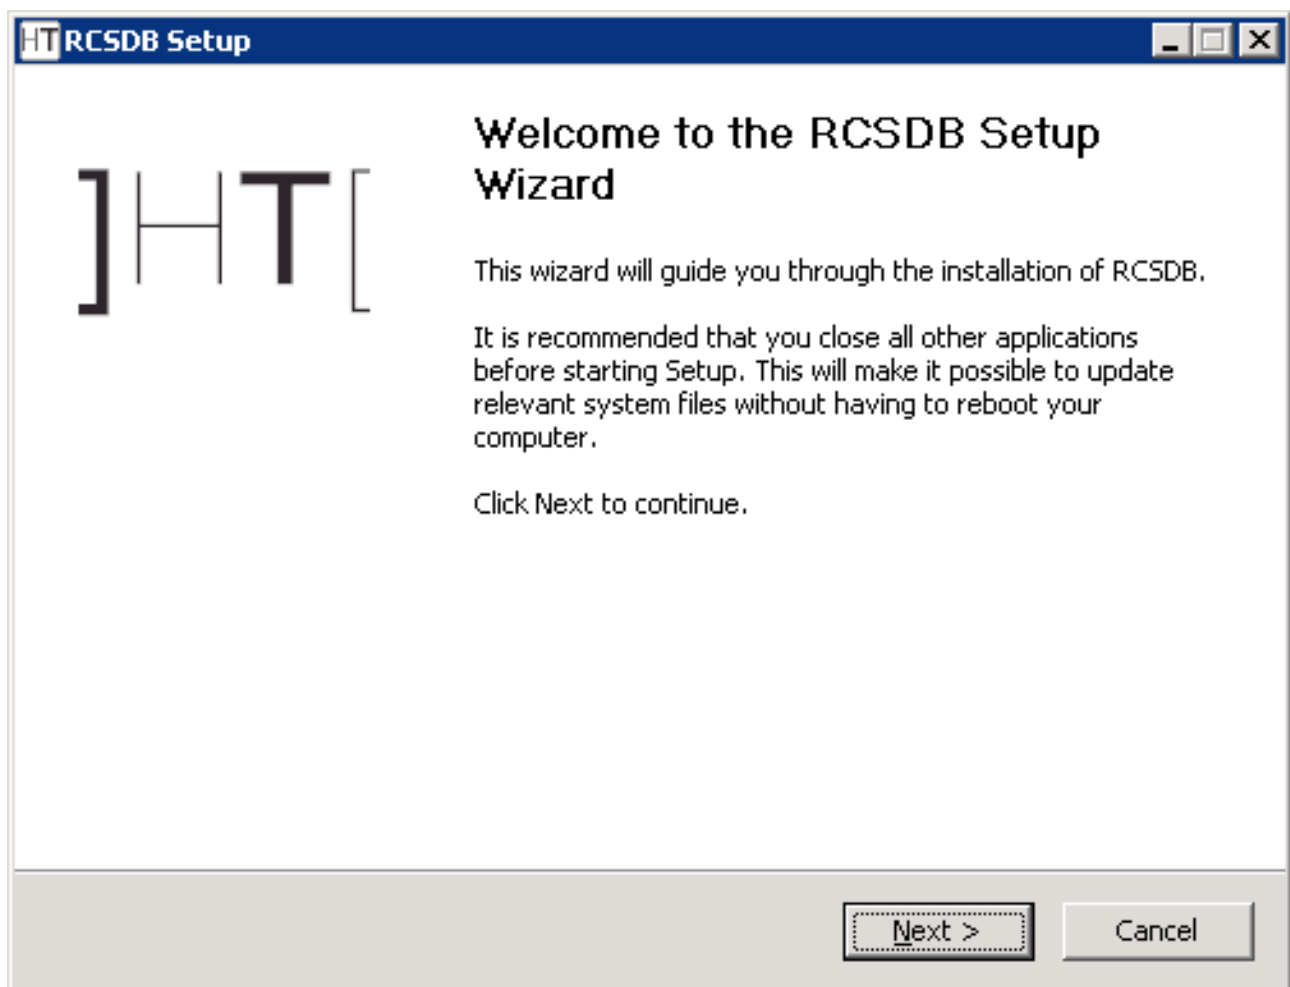 HT RCSDB Setup
]HT[
Welcome to the RCSDB Setup
Wizard
This wizard will guide you through the installation of RCSDB.
It is recommended that you close all other applications
before starting Setup. This will make it possible to update
relevant system files without having to reboot your
computer.
Click Next to continue.
Next >
Cancel